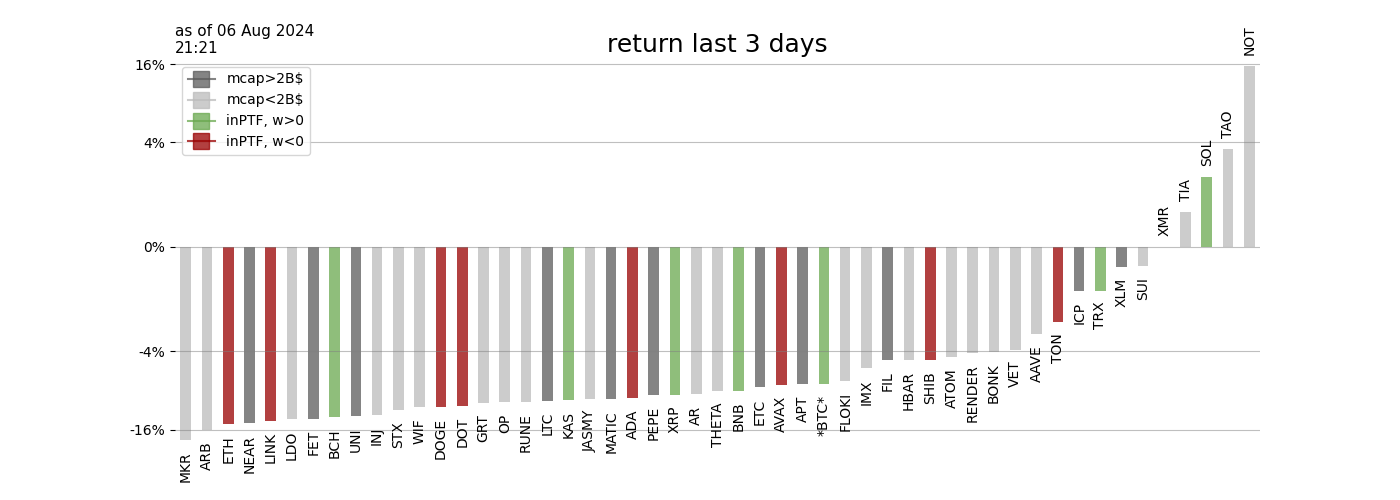 as of 06 Aug 2024
21:21
return last 3 days
16%
4%
0%
-4%
-16%
mcap>2B$
mcap<2B$
inPTF, w>0
inPTF, w<0
MKR
ARB
ETH
NEAR
LINK
LDO
FET
BCH
UNI
INJ
STX
WIF
DOGE
DOT
GRT
OP
RUNE
LTC
KAS
JASMY
MATIC
ADA
PEPE
XRP
AR
THETA
BNB
ETC
AVAX
APT
*BTC*
FLOKI
IMX
FIL
HBAR
SHIB
ATOM
RENDER
BONK
VET
AAVE
TON
ICP
TRX
XLM
SUI
XMR
TIA
SOL
TAO
NOT